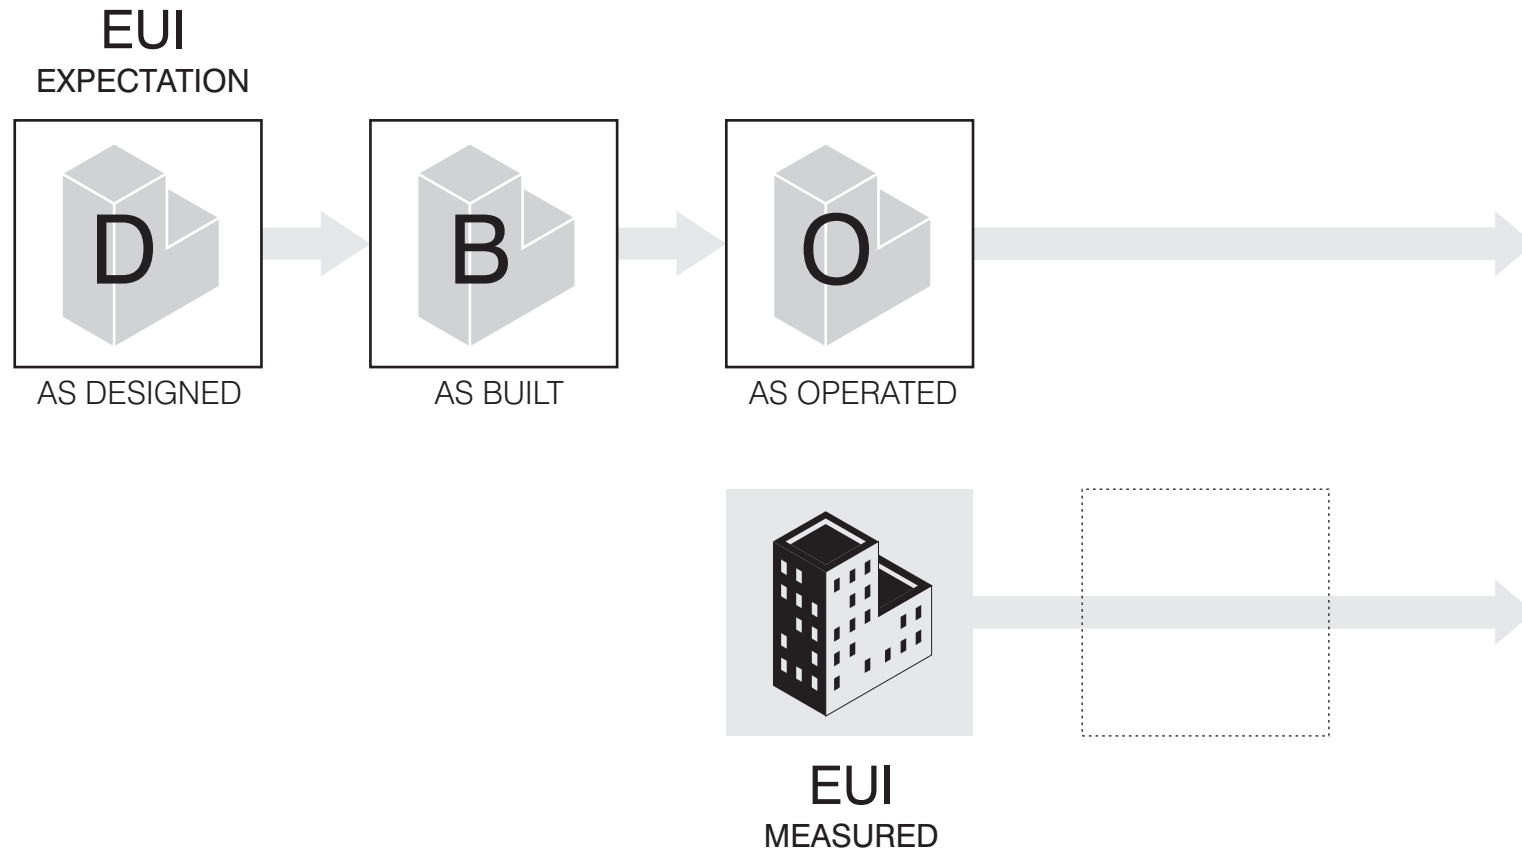 EUI
EXPECTATION
D
B
O
AS DESIGNED
AS BUILT
AS OPERATED
EUI
MEASURED